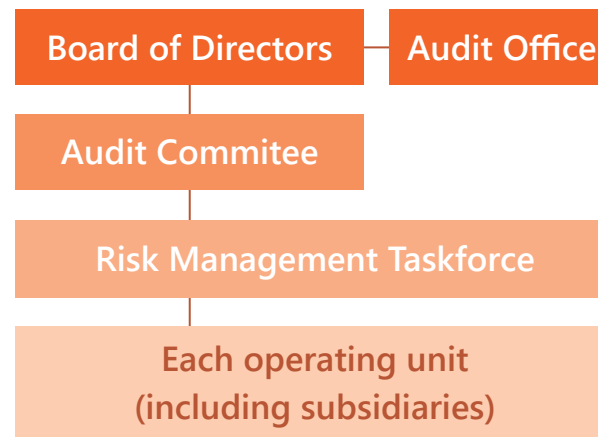 Board of Directors
Audit Office
Audit Commitee
Risk Management Taskforce
Each operating unit
(including subsidiaries)